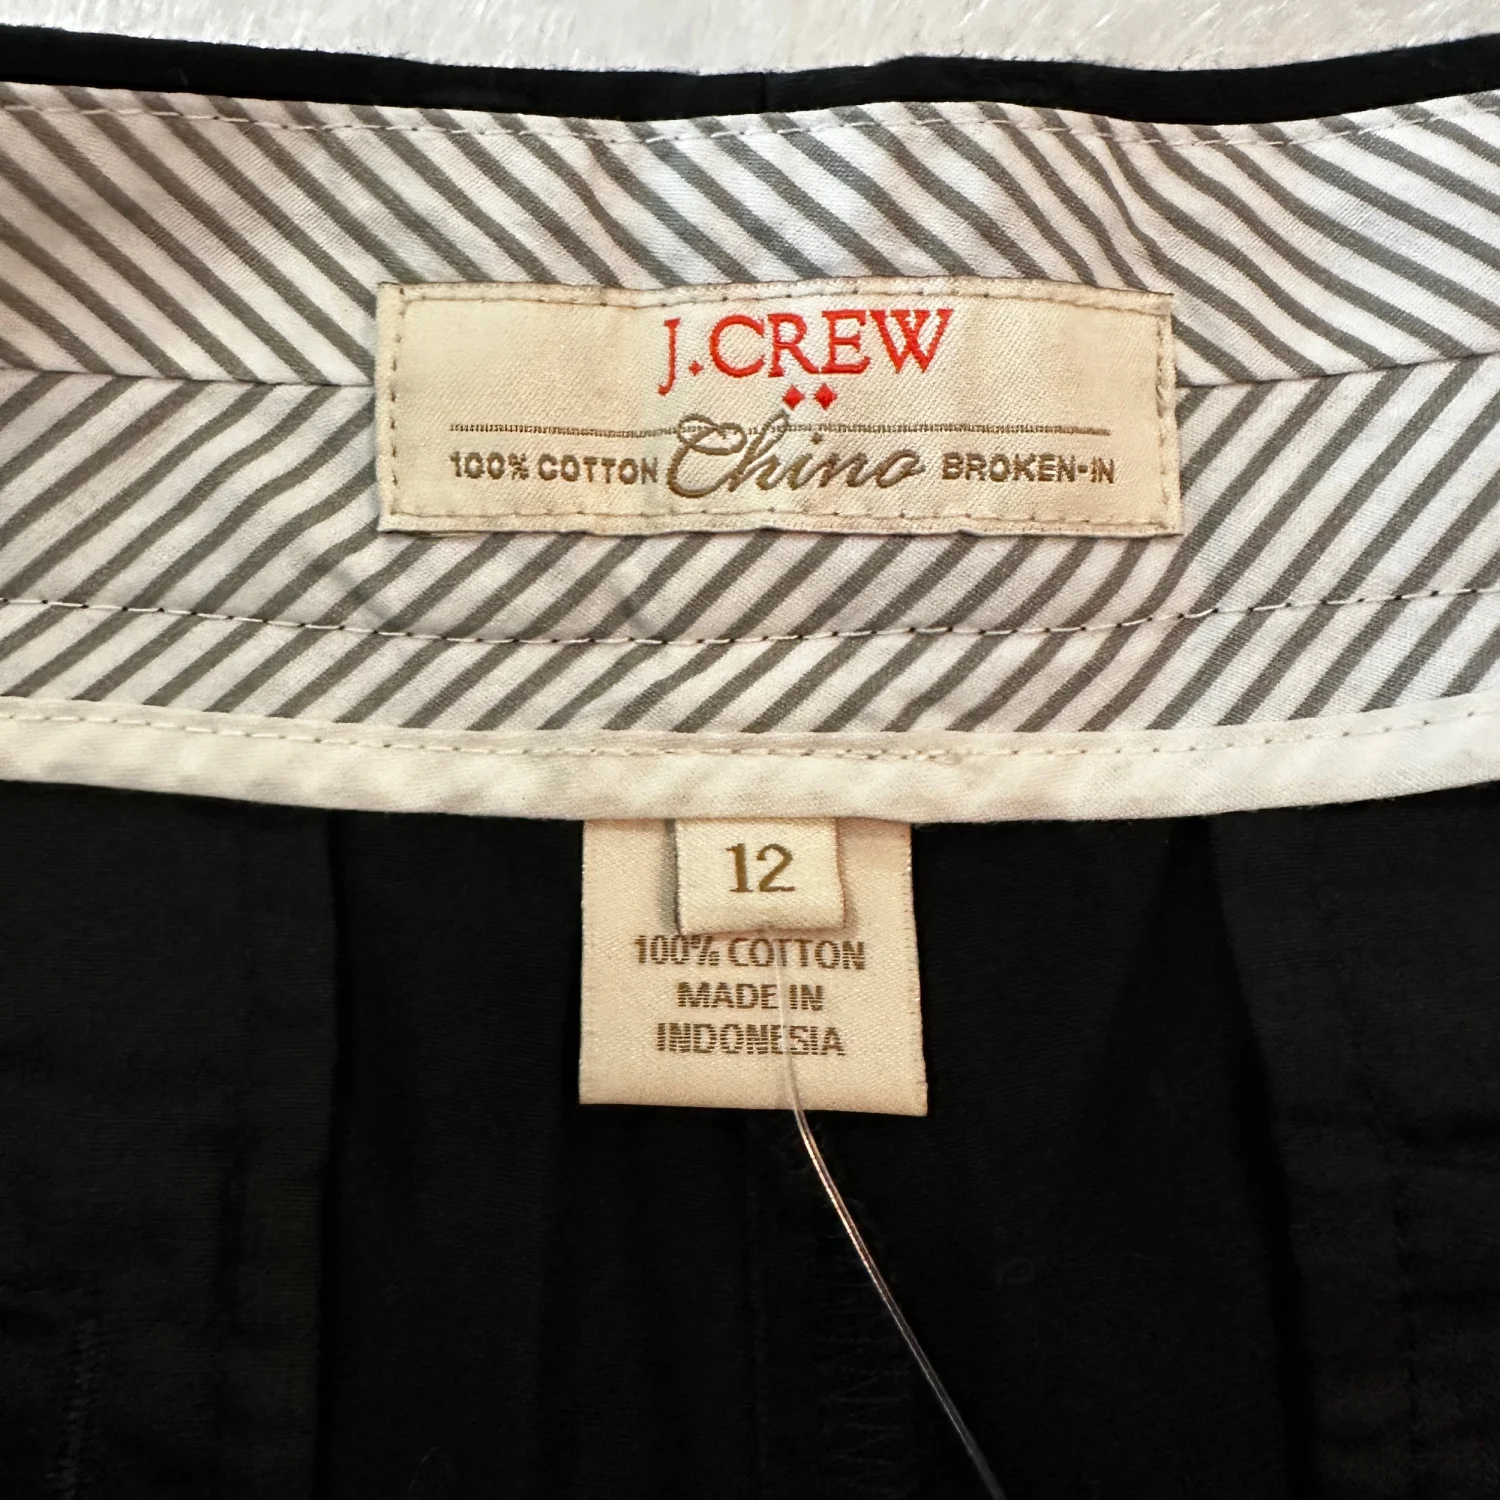 J.CREW
100% COTTON Chino BROKEN-IN
12
100% COTTON
MADE IN
INDONESIA